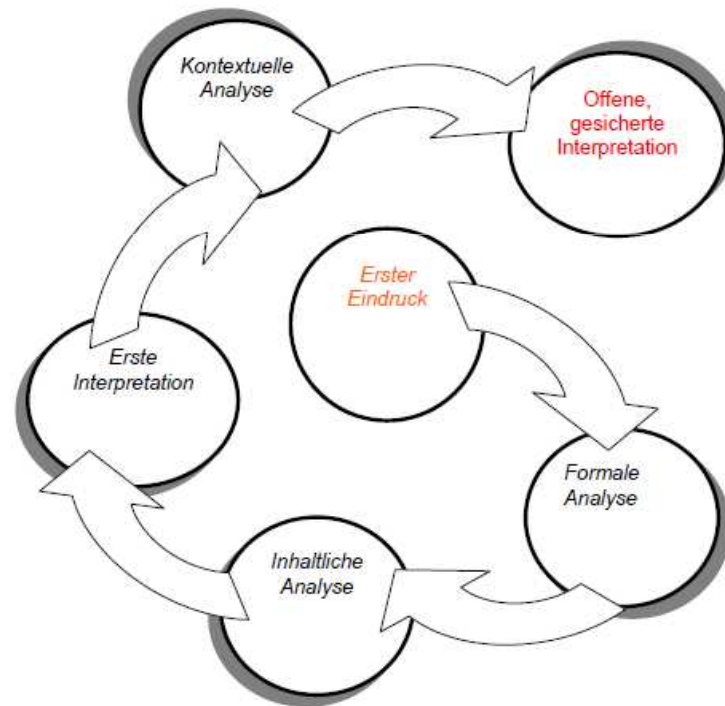 Kontextuelle
Analyse
Offene,
gesicherte
Interpretation
Erster
Eindruck
Erste
Interpretation
Formale
Analyse
Inhaltliche
Analyse